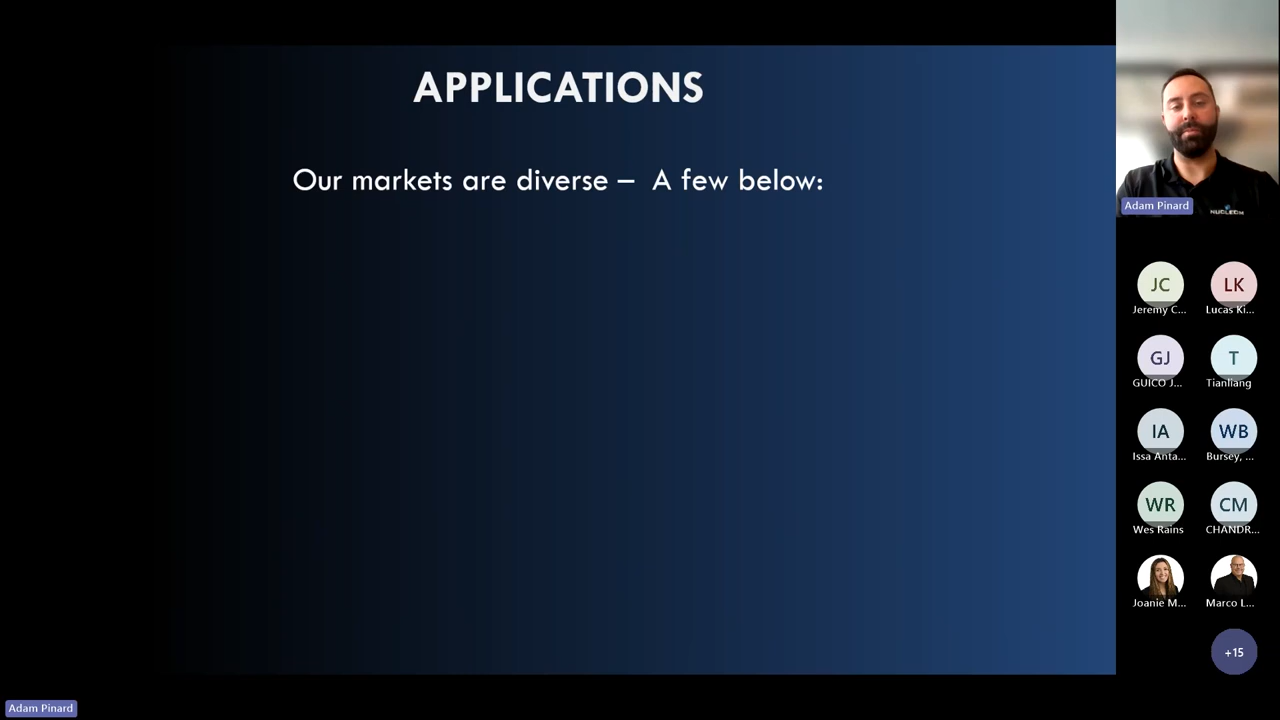 APPLICATIONS
Our markets are diverse – A few below:
Adam Pinard
NUCLEOM
JC
Jeremy C...
LK
Lucas Ki...
GJ
GUICO J...
T
Tianliang
IA
Issa Anta...
WB
Bursey, ...
WR
Wes Rains
CM
CHANDR...
Joanie M...
Marco L...
+15
Adam Pinard